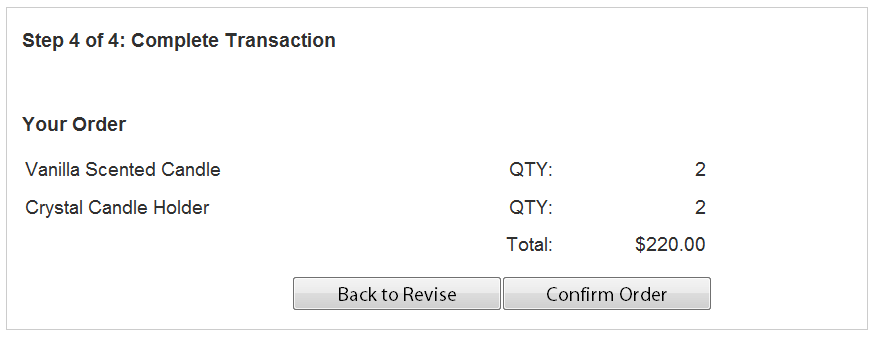 Step 4 of 4: Complete Transaction
Your Order
Vanilla Scented Candle QTY: 2
Crystal Candle Holder QTY: 2
Total: $220.00
Back to Revise Confirm Order